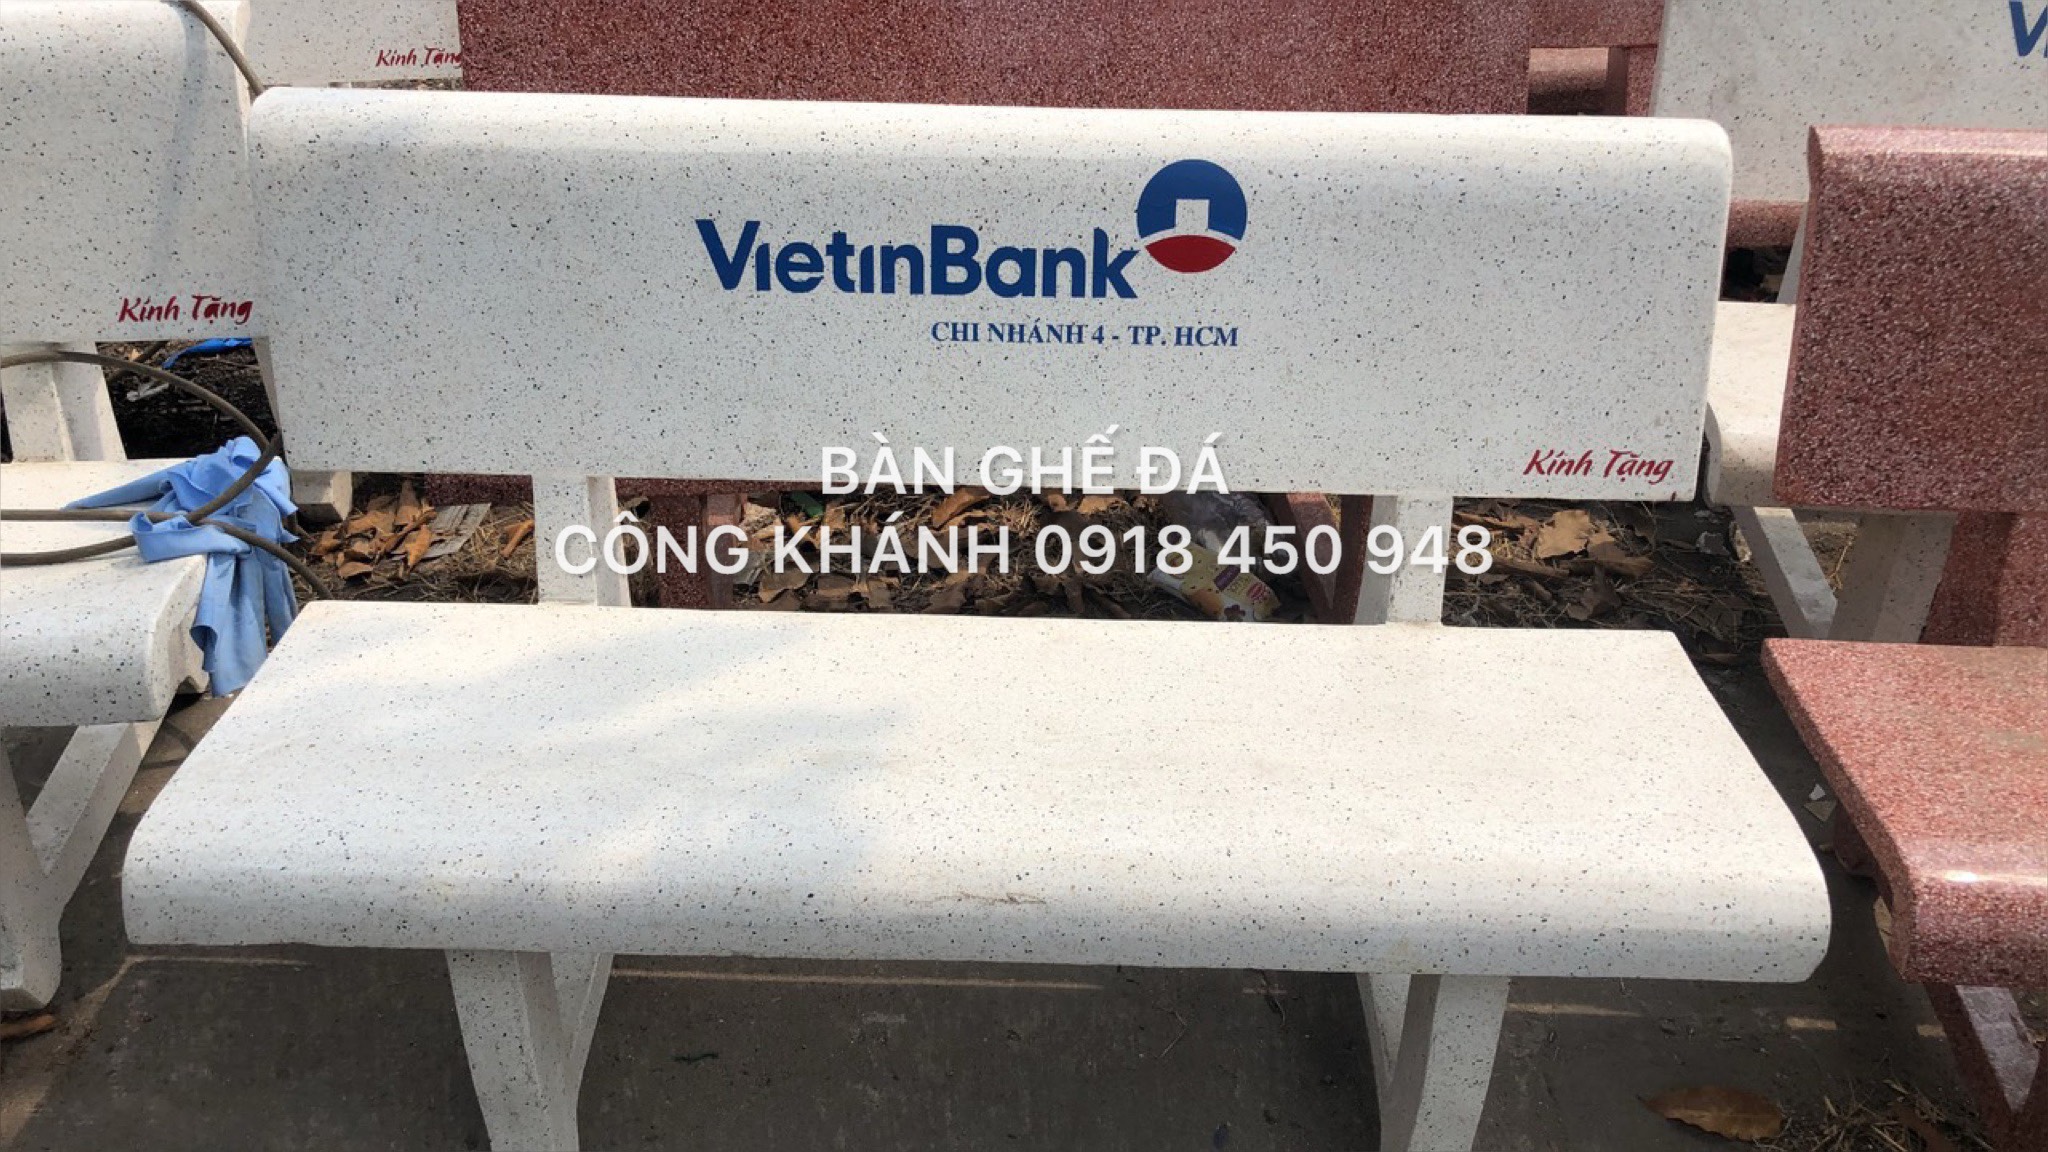 Kính Tặng
VietinBank
CHI NHÁNH 4 - TP. HCM
Kính Tặng
Kính Tặng
BÀN GHẾ ĐÁ
CÔNG KHÁNH 0918 450 948